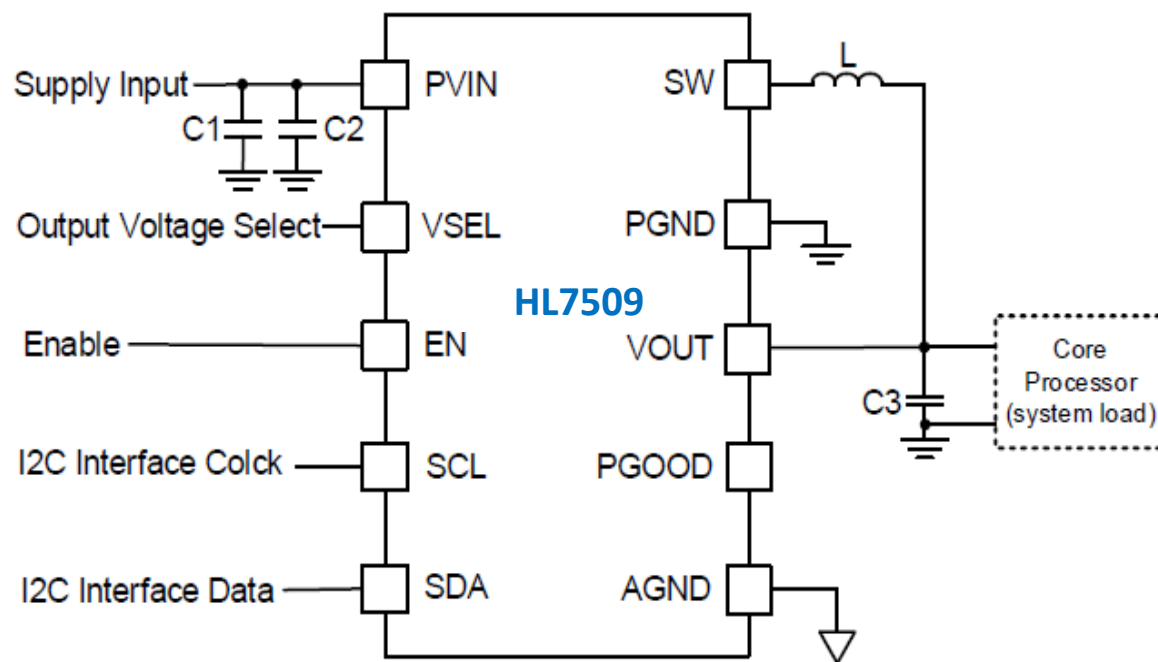 Supply Input
C1
C2
PVIN
SW
L
Output Voltage Select
VSEL
PGND
HL7509
Enable
EN
VOUT
C3
Core
Processor
(system load)
I2C Interface Colck
SCL
PGOOD
I2C Interface Data
SDA
AGND